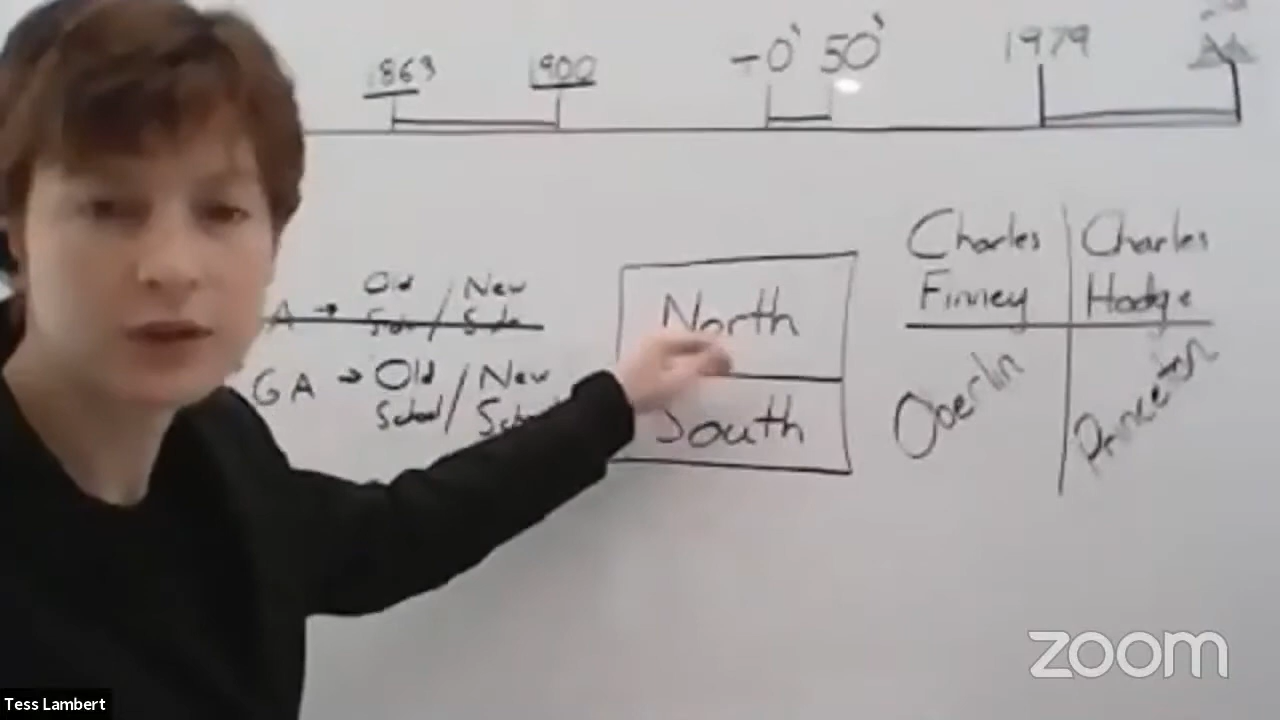 1863
1900
-0' 50'
1979
Charles
Finney
Charles
Hodge
Old / New
A →
North
GA → Old / New
School
South
Oberlin
Princeton
zoom
Tess Lambert